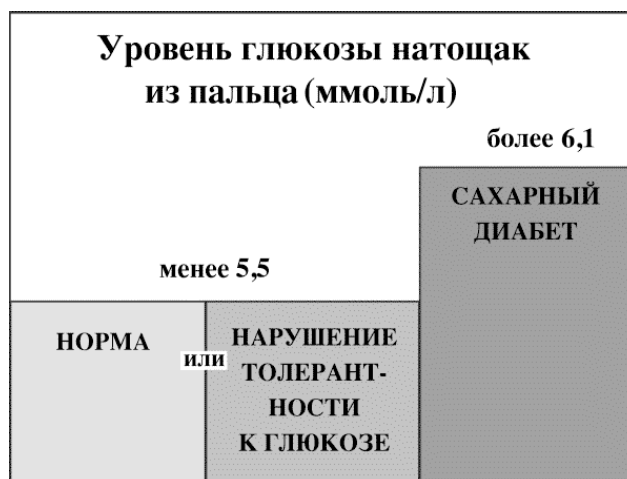 Уровень глюкозы натощак
из пальца (ммоль/л)
более 6,1
САХАРНЫЙ
ДИАБЕТ
менее 5,5
НОРМА
или
НАРУШЕНИЕ
ТОЛЕРАНТ-
НОСТИ
К ГЛЮКОЗЕ